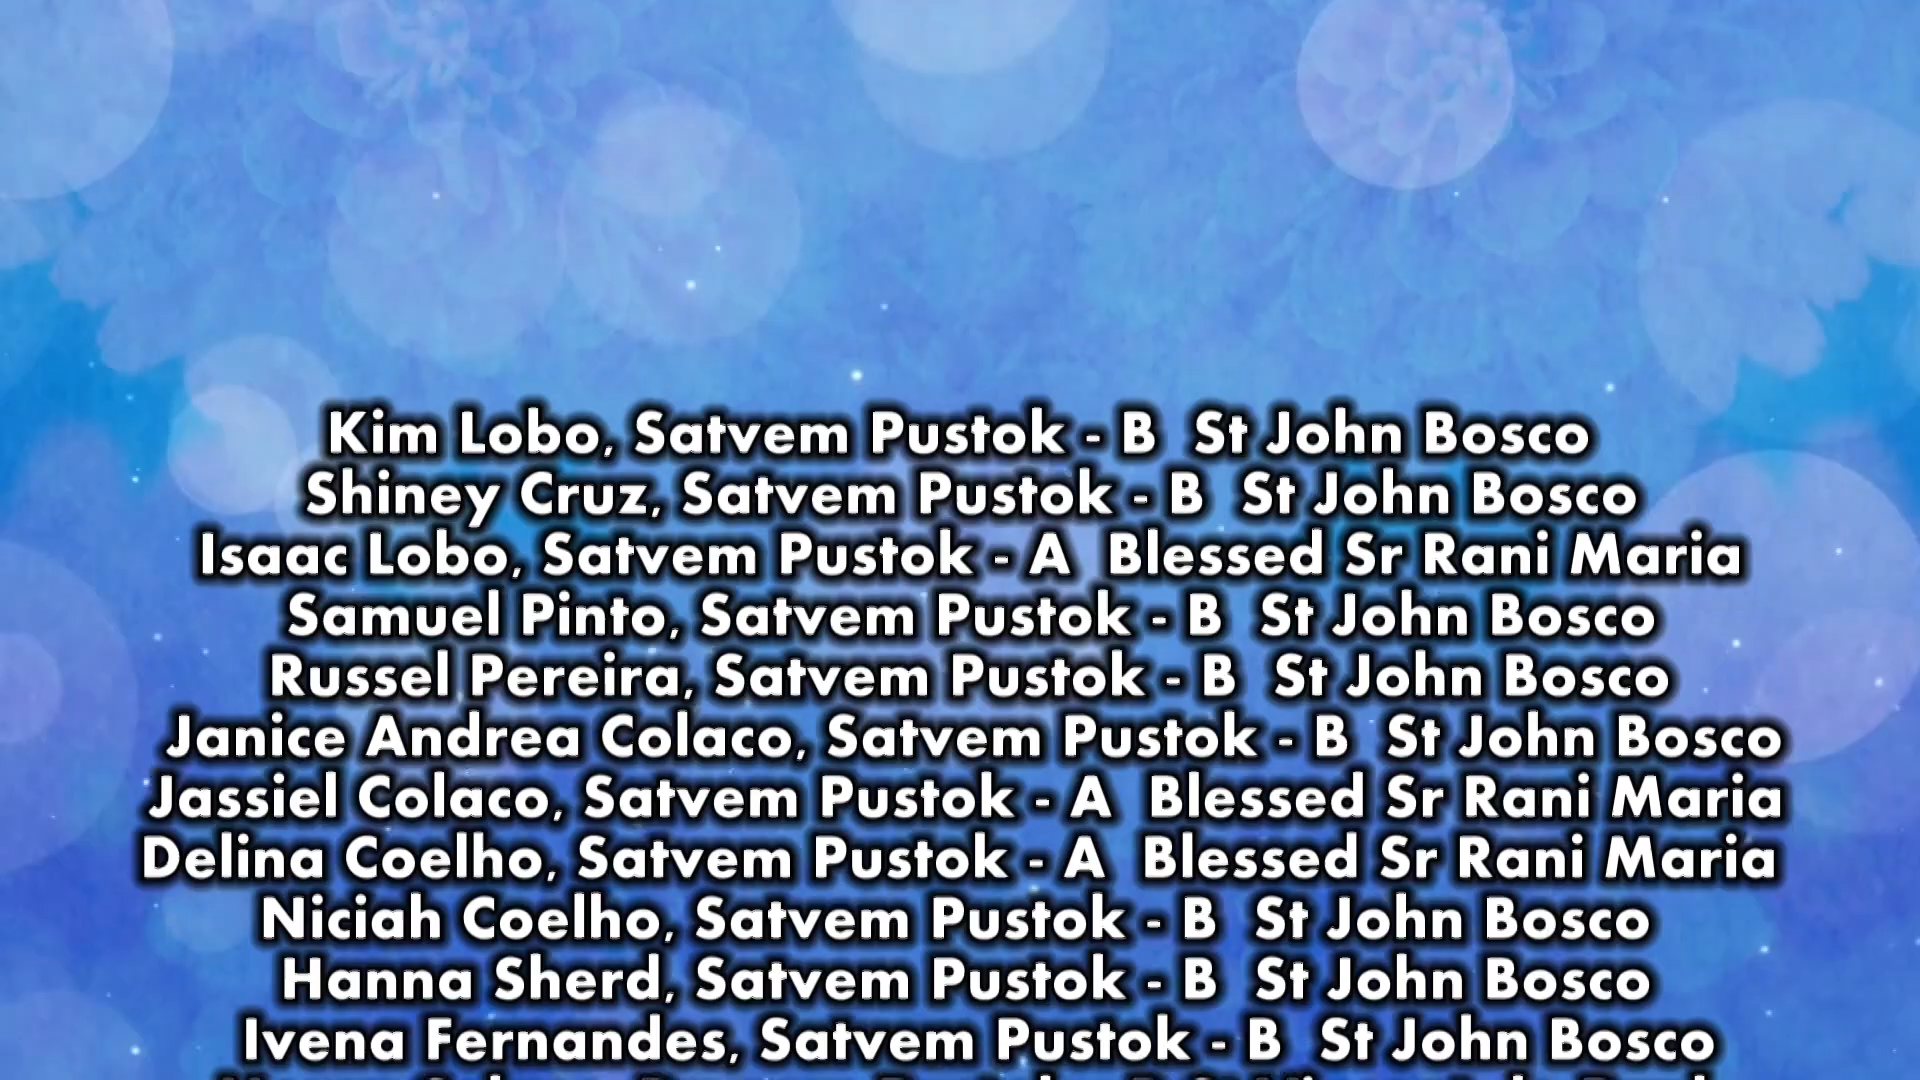 Kim Lobo, Satvem Pustok - B  St John Bosco
Shiney Cruz, Satvem Pustok - B  St John Bosco
Isaac Lobo, Satvem Pustok - A  Blessed Sr Rani Maria
Samuel Pinto, Satvem Pustok - B  St John Bosco
Russel Pereira, Satvem Pustok - B  St John Bosco
Janice Andrea Colaco, Satvem Pustok - B  St John Bosco
Jassiel Colaco, Satvem Pustok - A  Blessed Sr Rani Maria
Delina Coelho, Satvem Pustok - A  Blessed Sr Rani Maria
Niciah Coelho, Satvem Pustok - B  St John Bosco
Hanna Sherd, Satvem Pustok - B  St John Bosco
Ivena Fernandes, Satvem Pustok - B  St John Bosco